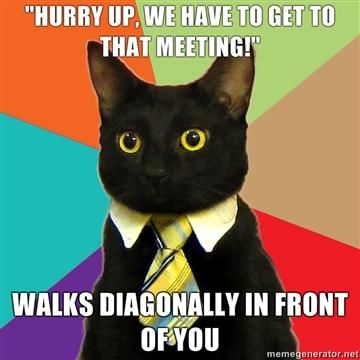 "HURRY UP, WE HAVE TO GET TO
THAT MEETING!"
WALKS DIAGONALLY IN FRONT
OF YOU
memegenerator.net